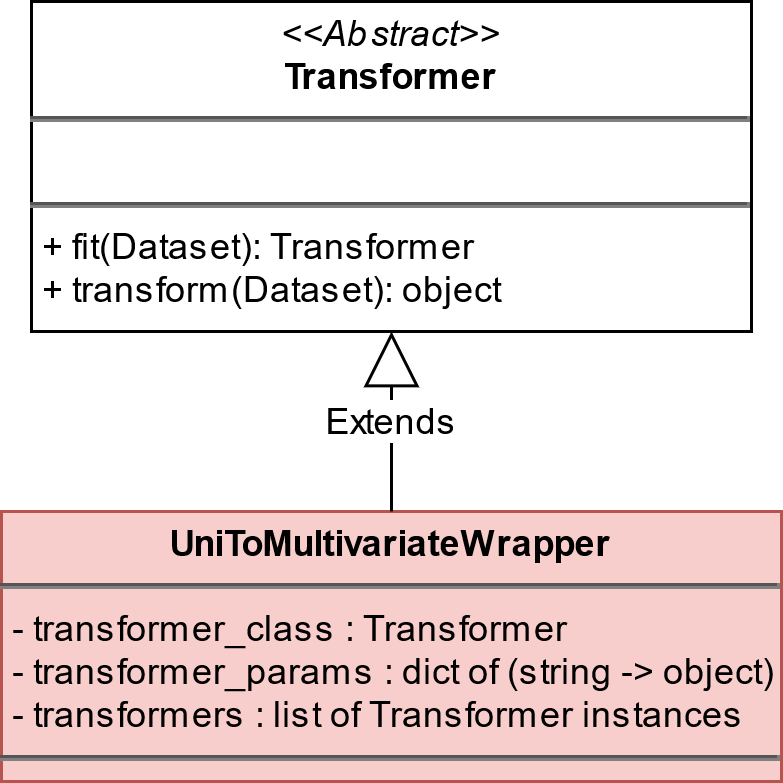 <<Abstract>>
Transformer
+ fit(Dataset): Transformer
+ transform(Dataset): object
Extends
UniToMultivariateWrapper
- transformer_class : Transformer
- transformer_params : dict of (string -> object)
- transformers : list of Transformer instances